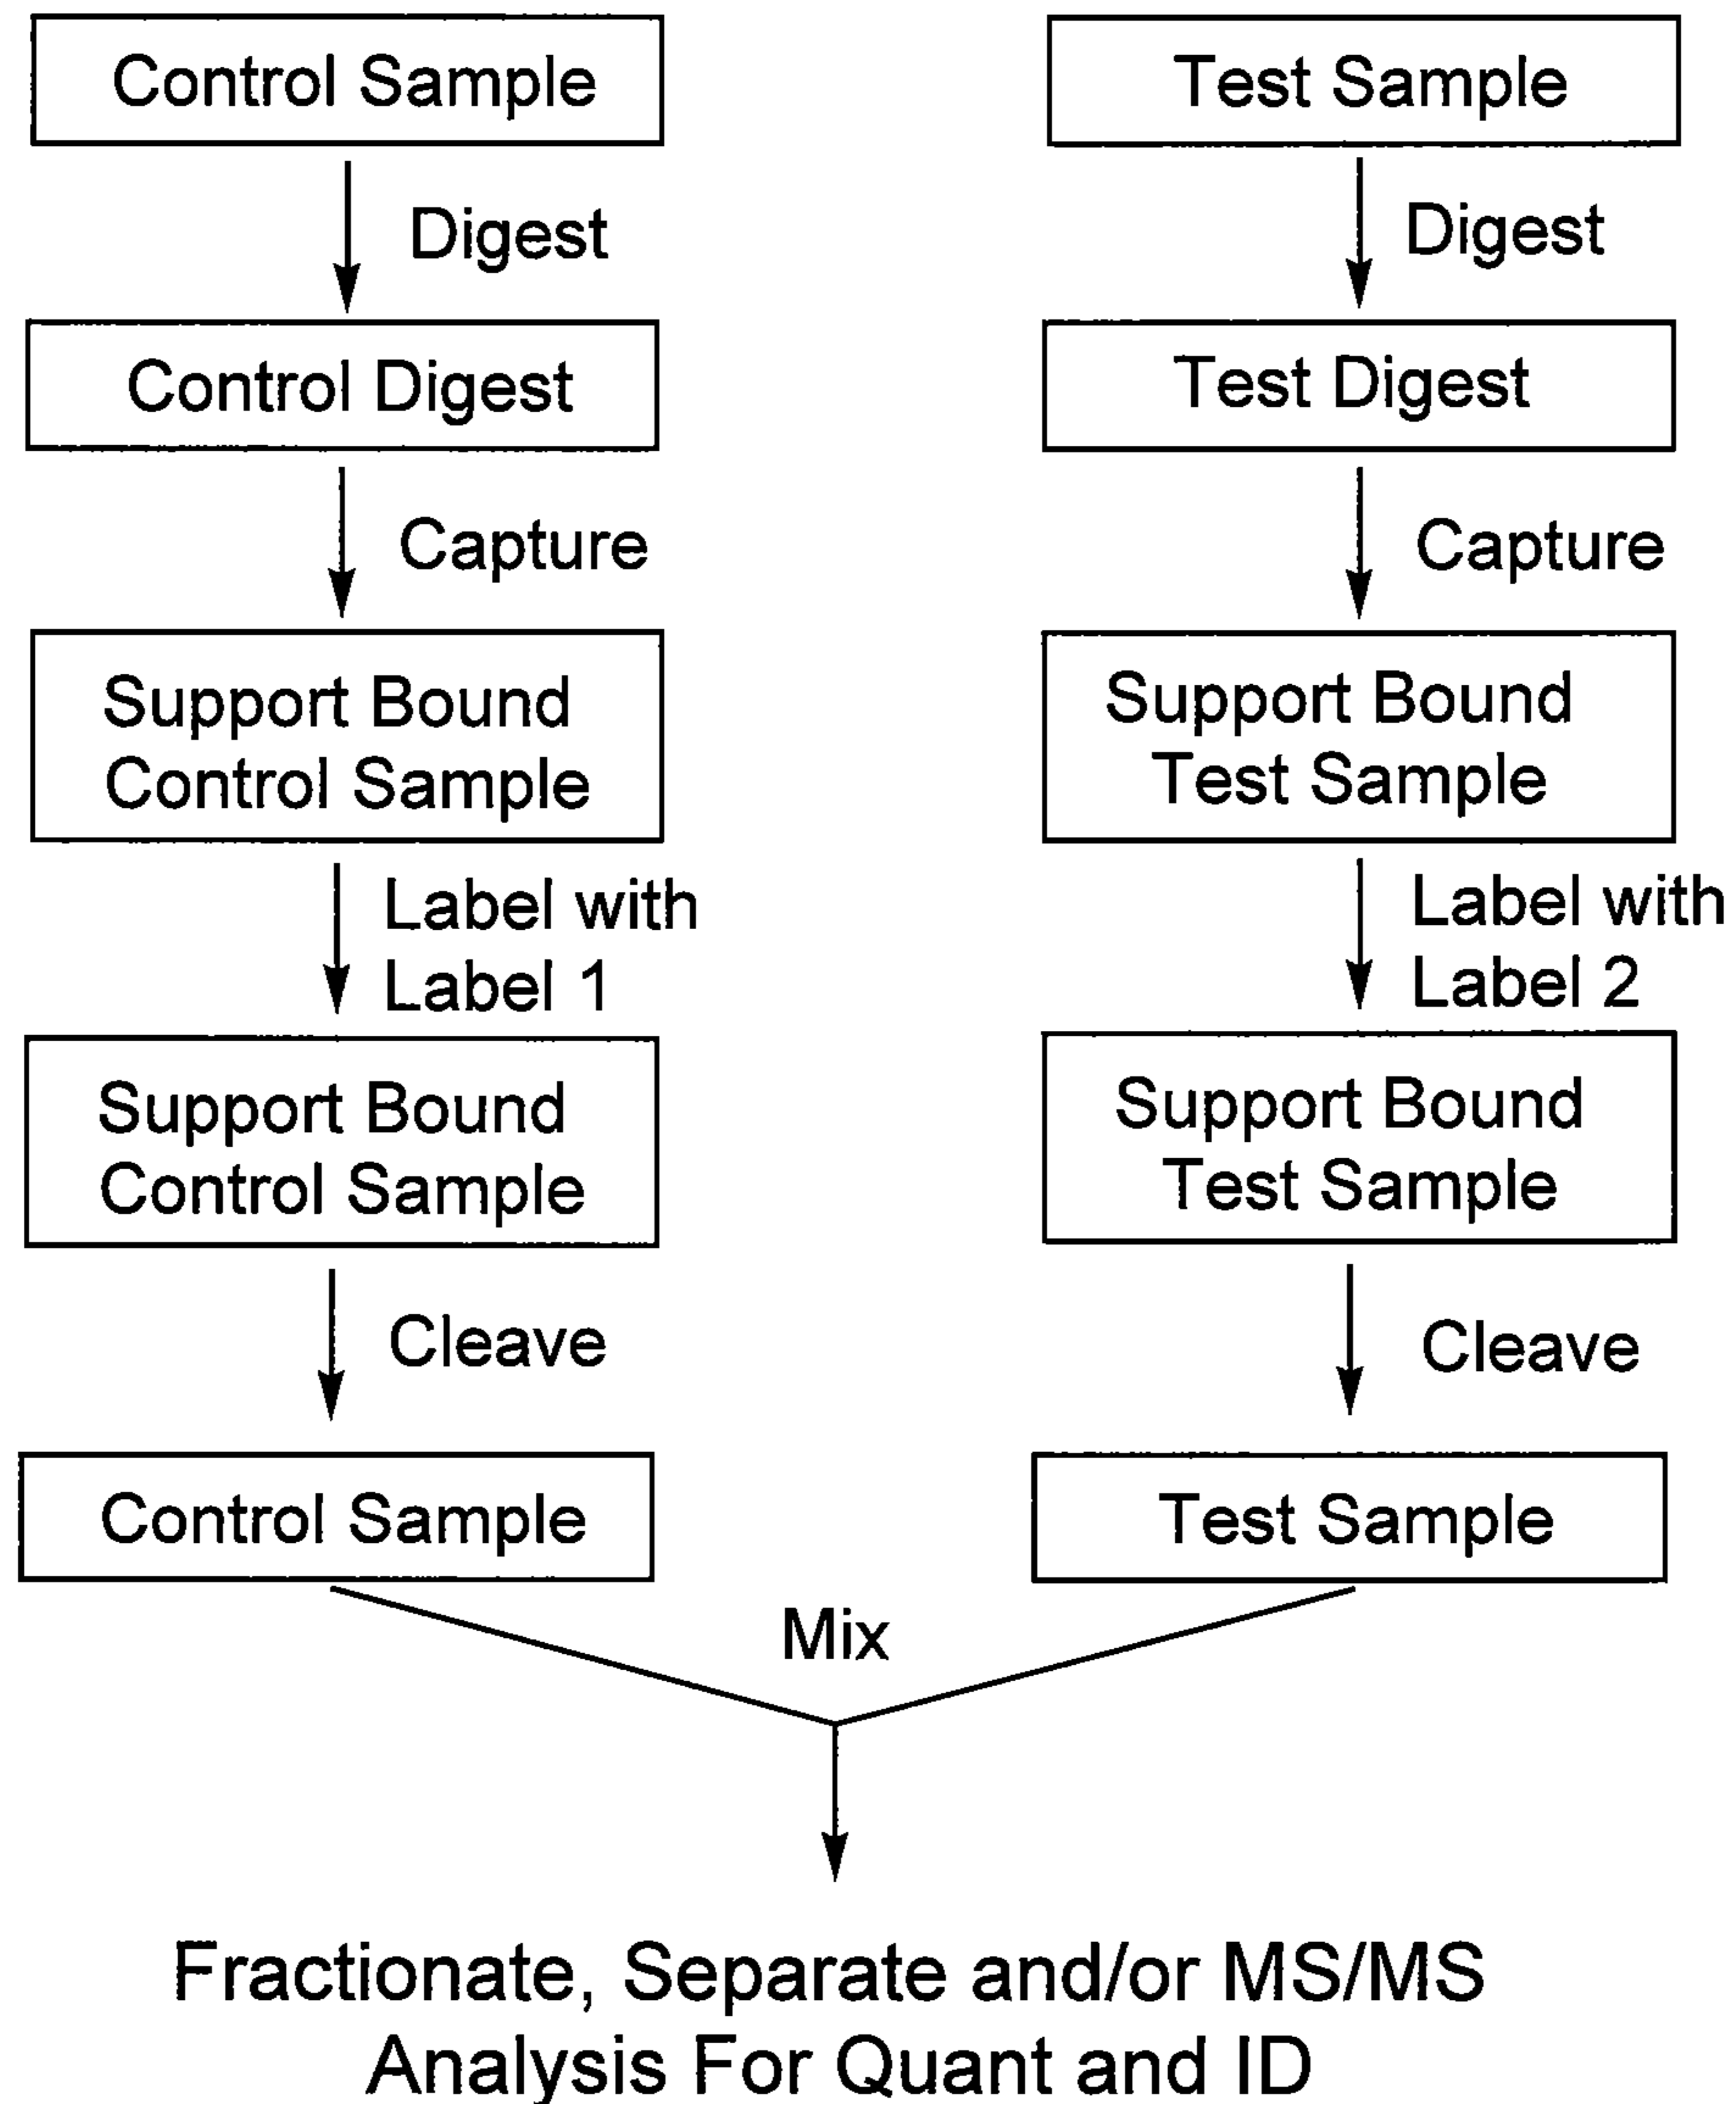 Control Sample
Test Sample
Digest
Digest
Control Digest
Test Digest
Capture
Capture
Support Bound
Control Sample
Support Bound
Test Sample
Label with
Label 1
Label with
Label 2
Support Bound
Control Sample
Support Bound
Test Sample
Cleave
Cleave
Control Sample
Test Sample
Mix
Fractionate, Separate and/or MS/MS
Analysis For Quant and ID